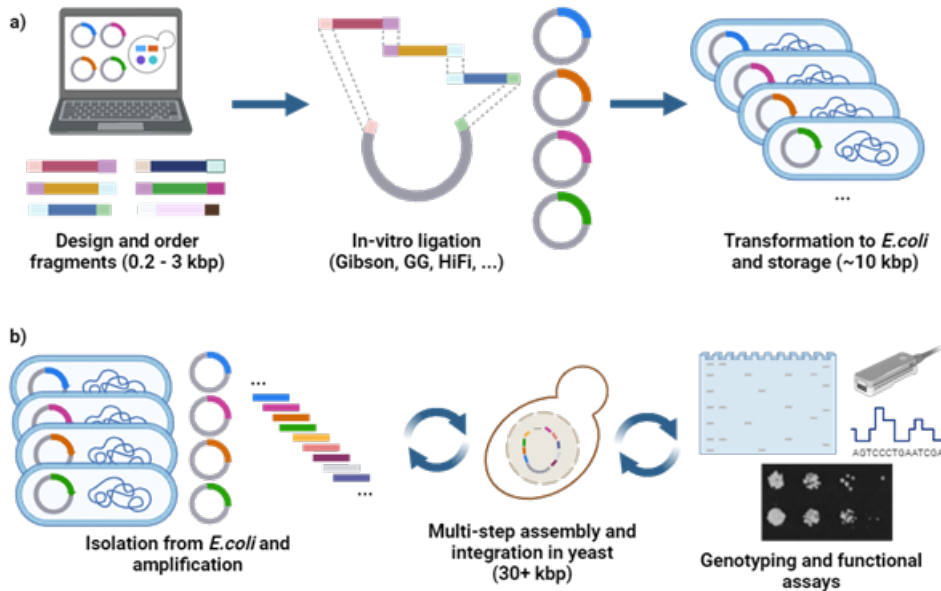 a)
Design and order
fragments (0.2 - 3 kbp)
In-vitro ligation
(Gibson, GG, HiFi, ...)
...
Transformation to E.coli
and storage (~10 kbp)
b)
...
...
Isolation from E.coli and
amplification
Multi-step assembly and
integration in yeast
(30+ kbp)
AGTCCCTGAATCGA
Genotyping and functional
assays